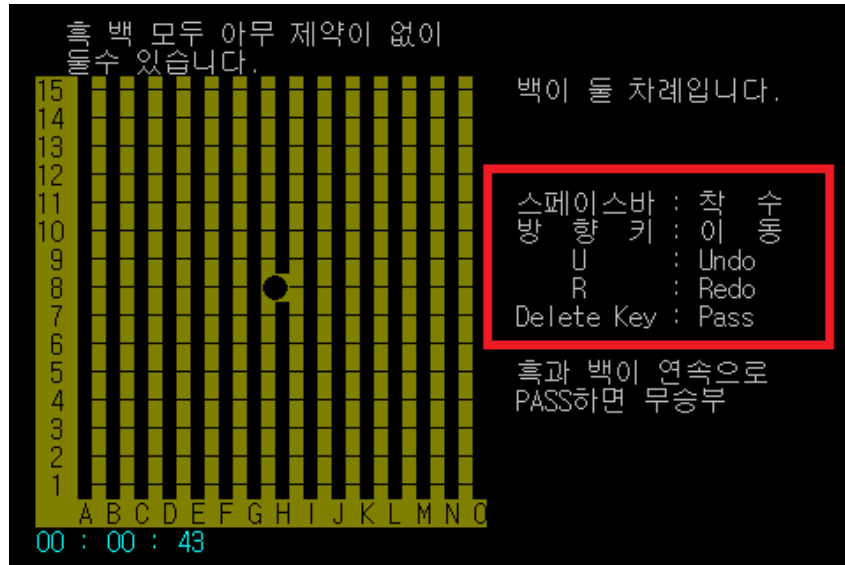 흑 백 모두 아무 제약이 없이
둘수 있습니다.
백이 둘 차례입니다.
15
14
13
12
11
10
9
8
7
6
5
4
3
2
1
A B C D E F G H I J K L M N O
00 : 00 : 43
스페이스바 : 착 수
방 향 키 : 이 동
U : Undo
R : Redo
Delete Key : Pass
흑과 백이 연속으로
PASS하면 무승부